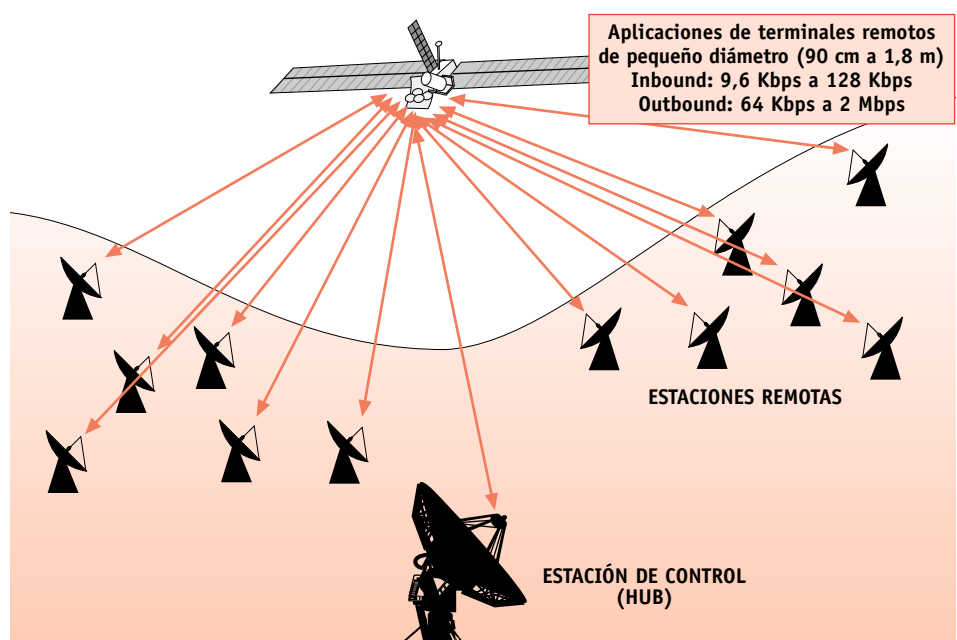 Aplicaciones de terminales remotos
de pequeño diámetro (90 cm a 1,8 m)
Inbound: 9,6 Kbps a 128 Kbps
Outbound: 64 Kbps a 2 Mbps
ESTACIONES REMOTAS
ESTACIÓN DE CONTROL
(HUB)